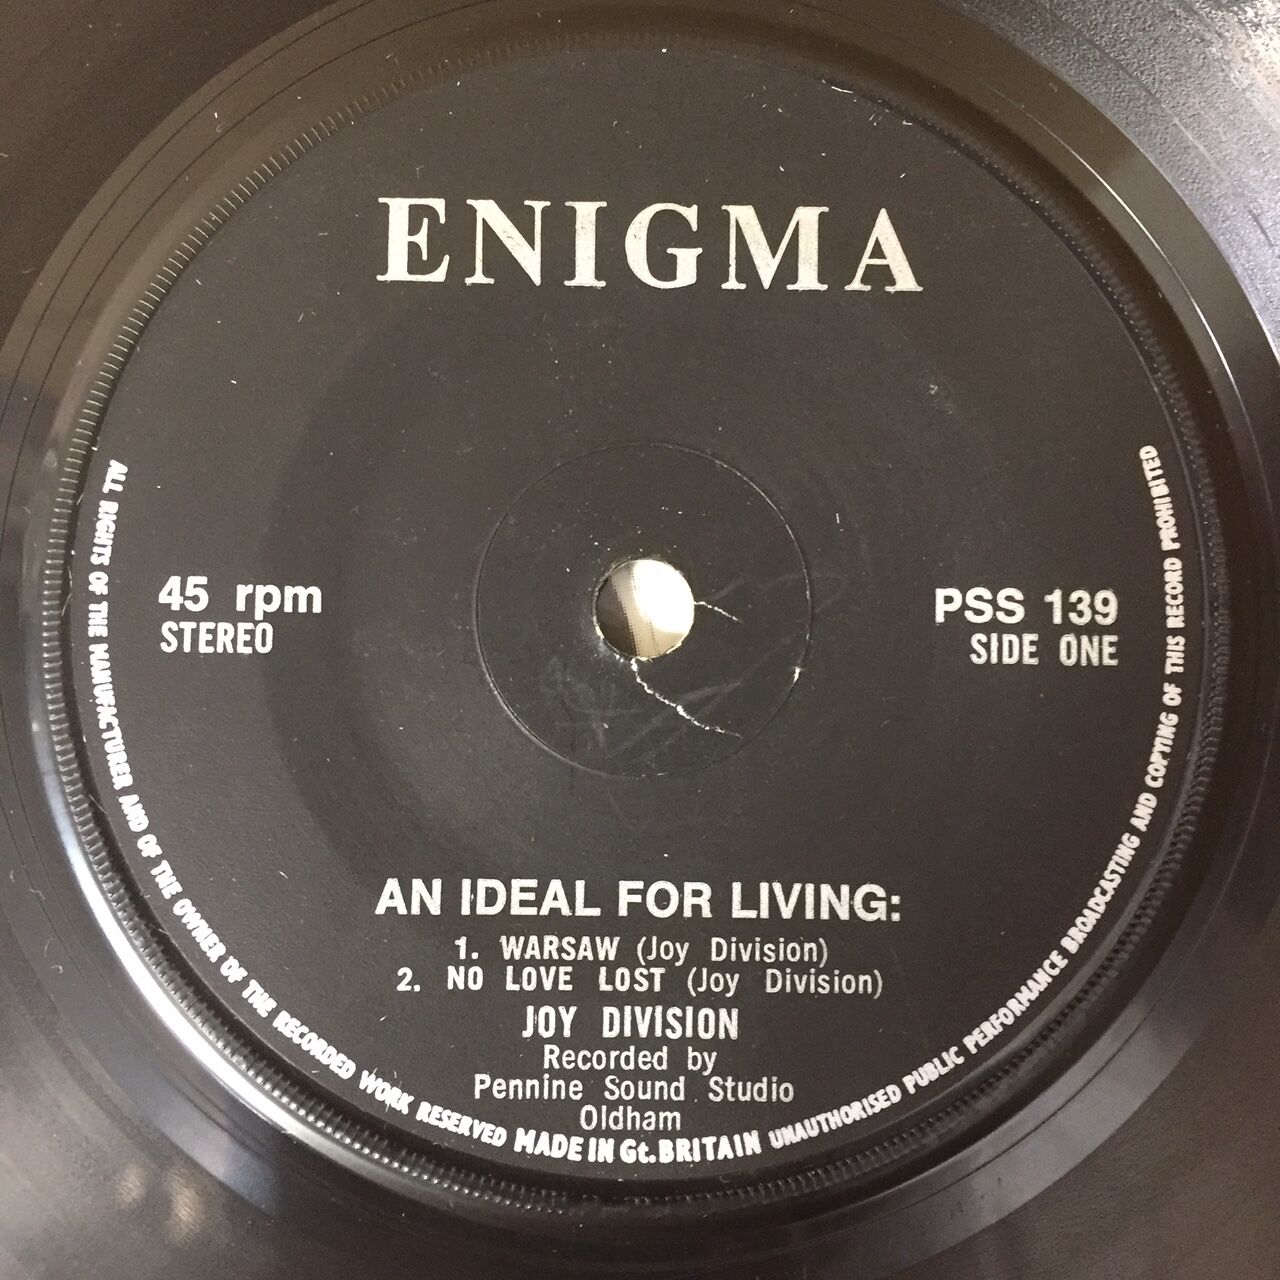 ENIGMA
45 rpm
STEREO
PSS 139
SIDE ONE
AN IDEAL FOR LIVING:
1. WARSAW (Joy Division)
2. NO LOVE LOST (Joy Division)
JOY DIVISION
Recorded by
Pennine Sound Studio
Oldham
ALL RIGHTS OF THE MANUFACTURER AND OF THE OWNER OF THE RECORDED WORK RESERVED MADE IN Gt. BRITAIN UNAUTHORISED PUBLIC PERFORMANCE BROADCASTING AND COPYING OF THIS RECORD PROHIBITED